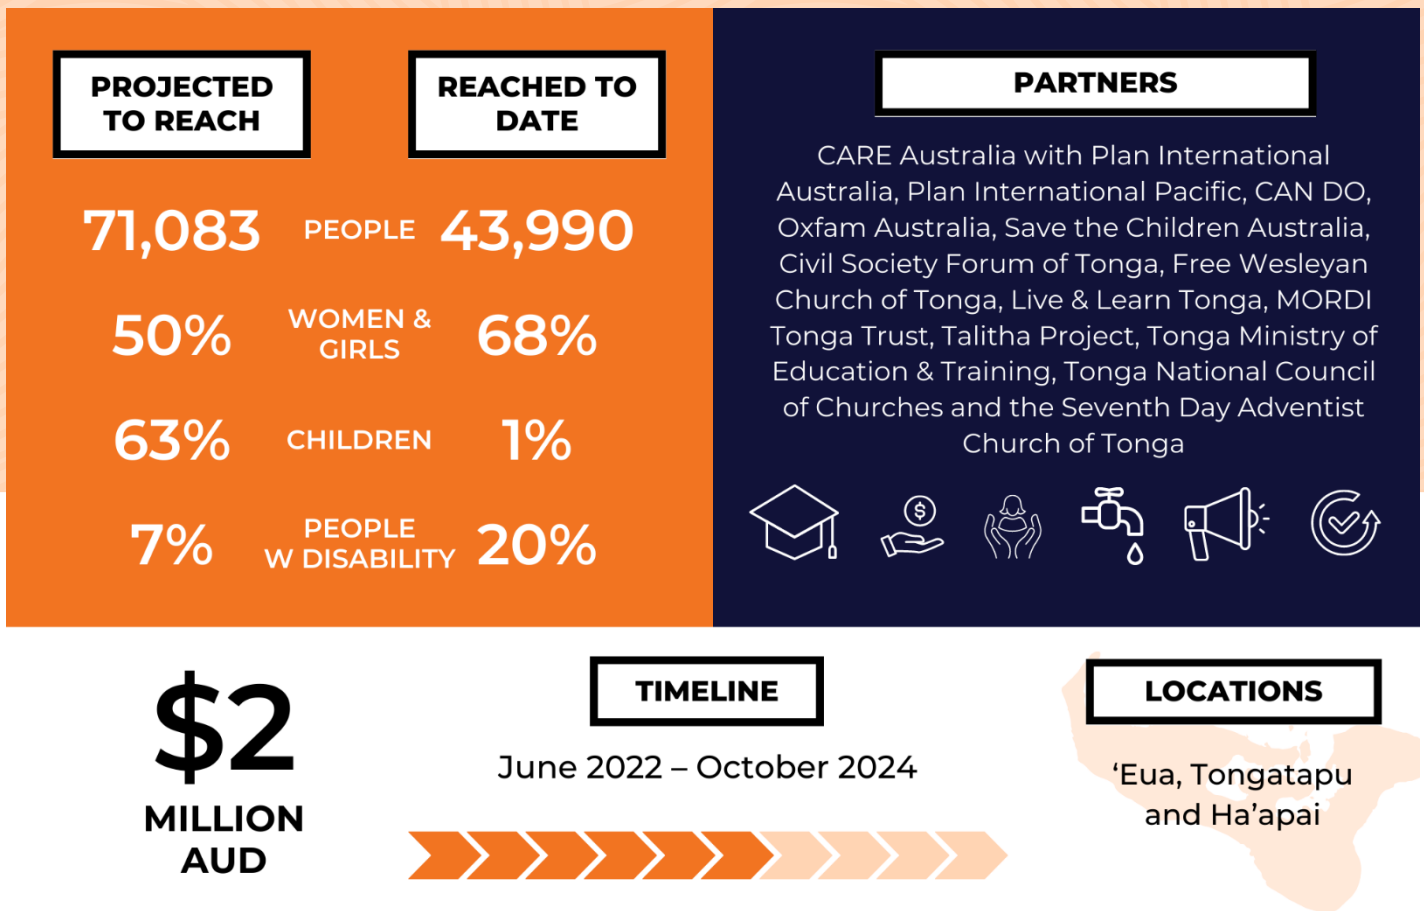 PROJECTED
TO REACH
REACHED TO
DATE
71,083 PEOPLE 43,990
50% WOMEN &
GIRLS 68%
63% CHILDREN 1%
7% PEOPLE
W DISABILITY 20%
PARTNERS
CARE Australia with Plan International
Australia, Plan International Pacific, CAN DO,
Oxfam Australia, Save the Children Australia,
Civil Society Forum of Tonga, Free Wesleyan
Church of Tonga, Live & Learn Tonga, MORDI
Tonga Trust, Talitha Project, Tonga Ministry of
Education & Training, Tonga National Council
of Churches and the Seventh Day Adventist
Church of Tonga
$
$2
MILLION
AUD
TIMELINE
June 2022 – October 2024
LOCATIONS
‘Eua, Tongatapu
and Ha’apai